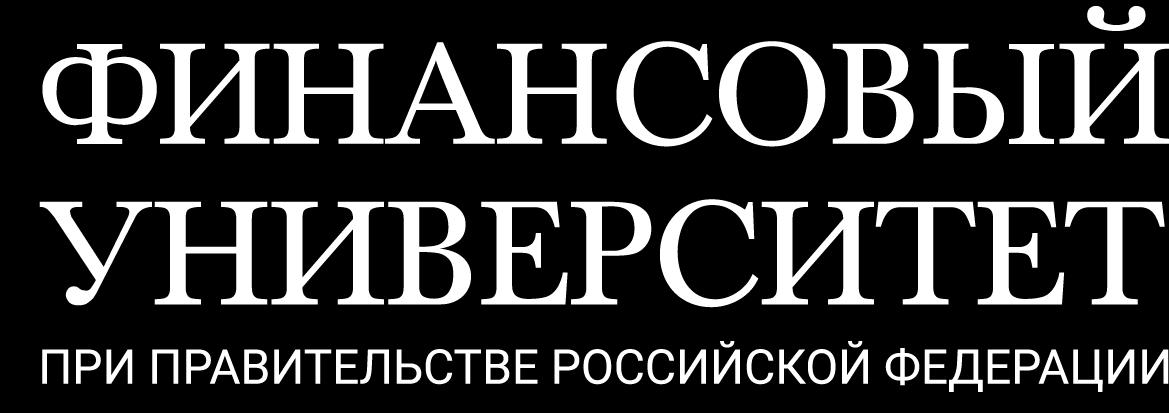 ФИНАНСОВЫЙ
УНИВЕРСИТЕТ
ПРИ ПРАВИТЕЛЬСТВЕ РОССИЙСКОЙ ФЕДЕРАЦИИ